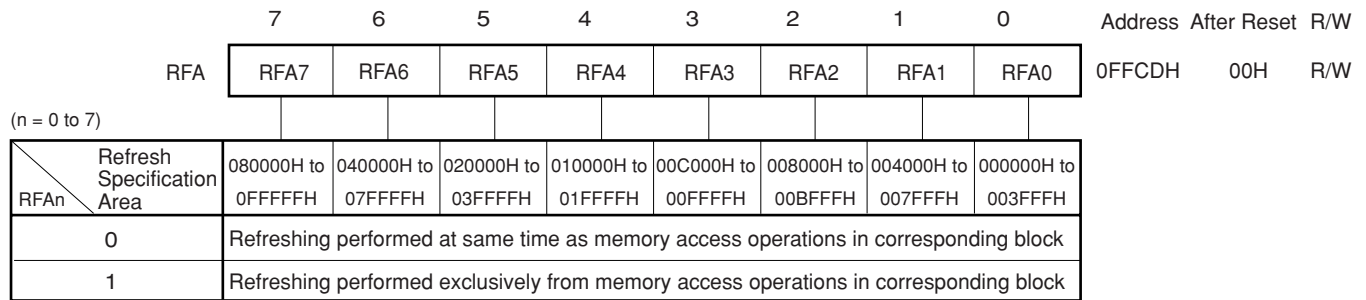 7 6 5 4 3 2 1 0 Address After Reset R/W
RFA RFA7 RFA6 RFA5 RFA4 RFA3 RFA2 RFA1 RFA0 0FFCDH 00H R/W
(n = 0 to 7)
Refresh
Specification
Area
RFAn
080000H to 040000H to 020000H to 010000H to 00C000H to 008000H to 004000H to 000000H to
0FFFFFH 07FFFFH 03FFFFH 01FFFFH 00FFFFH 00BFFFH 007FFFH 003FFFH
0 Refreshing performed at same time as memory access operations in corresponding block
1 Refreshing performed exclusively from memory access operations in corresponding block